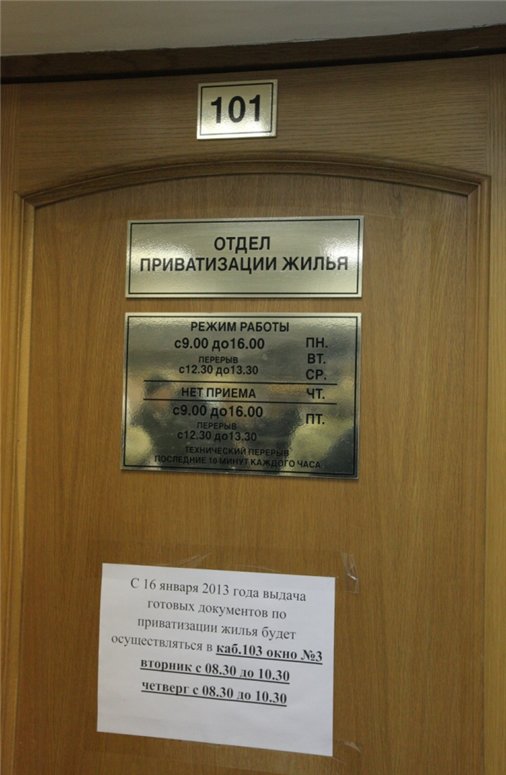 101
ОТДЕЛ
ПРИВАТИЗАЦИИ ЖИЛЬЯ
РЕЖИМ РАБОТЫ
с9.00 до16.00 ПН.
ПЕРЕРЫВ ВТ.
с12.30 до13.30 СР.
НЕТ ПРИЕМА ЧТ.
с9.00 до16.00 ПТ.
ПЕРЕРЫВ
с12.30 до13.30
ТЕХНИЧЕСКИЙ ПЕРЕРЫВ
ПОСЛЕДНИЕ 10 МИНУТ КАЖДОГО ЧАСА
С 16 января 2013 года выдача
готовых документов по
приватизации жилья будет
осуществляться в каб.103 окно №3
вторник с 08.30 до 10.30
четверг с 08.30 до 10.30